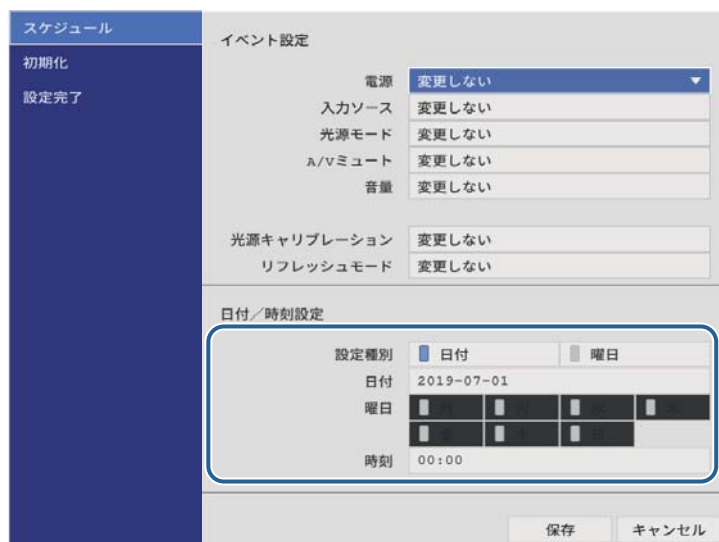 スケジュール
初期化
設定完了
イベント設定
電源 変更しない
入力ソース 変更しない
光源モード 変更しない
A/Vミュート 変更しない
音量 変更しない
光源キャリブレーション 変更しない
リフレッシュモード 変更しない
日付／時刻設定
設定種別 日付 曜日
日付 2019-07-01
曜日
時刻 00:00
保存 キャンセル